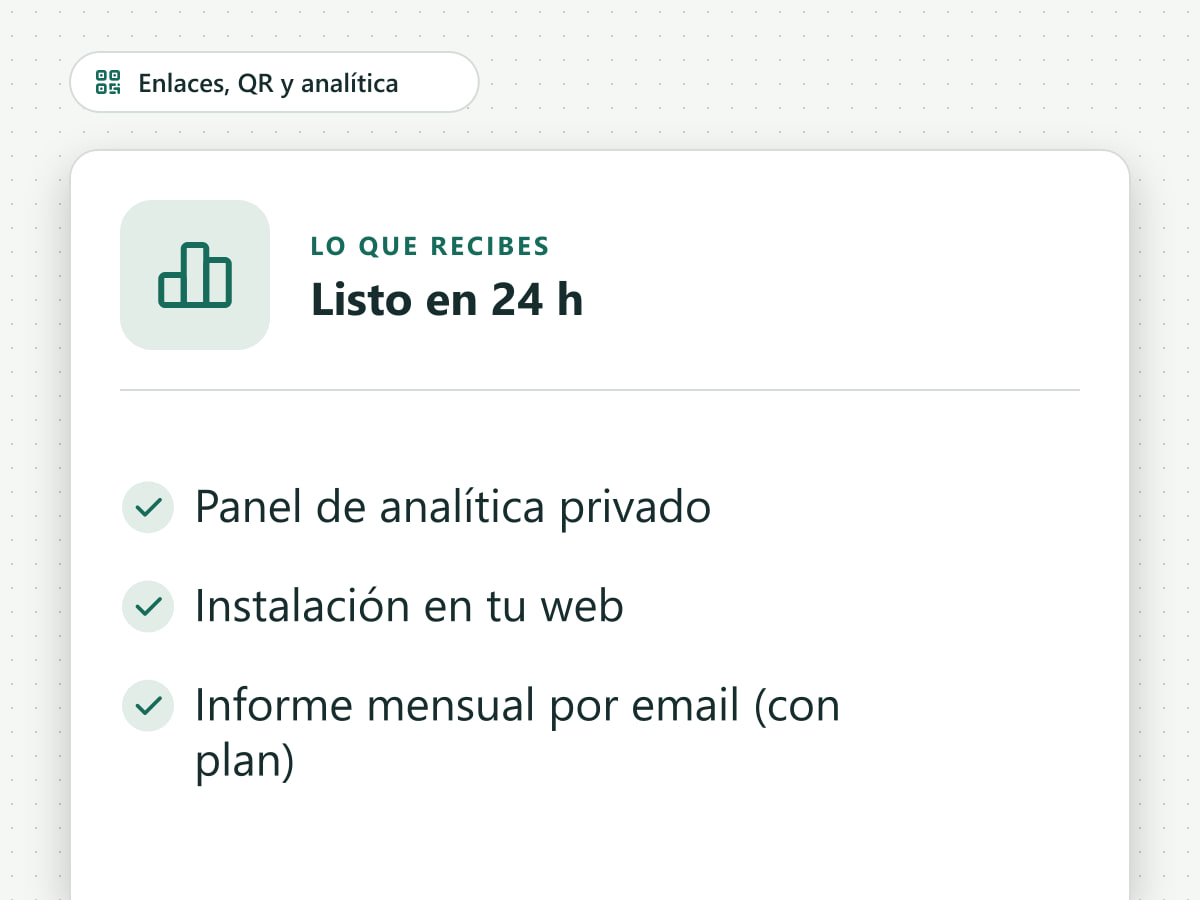 Enlaces, QR y analítica
LO QUE RECIBES
Listo en 24 h
Panel de analítica privado
Instalación en tu web
Informe mensual por email (con
plan)